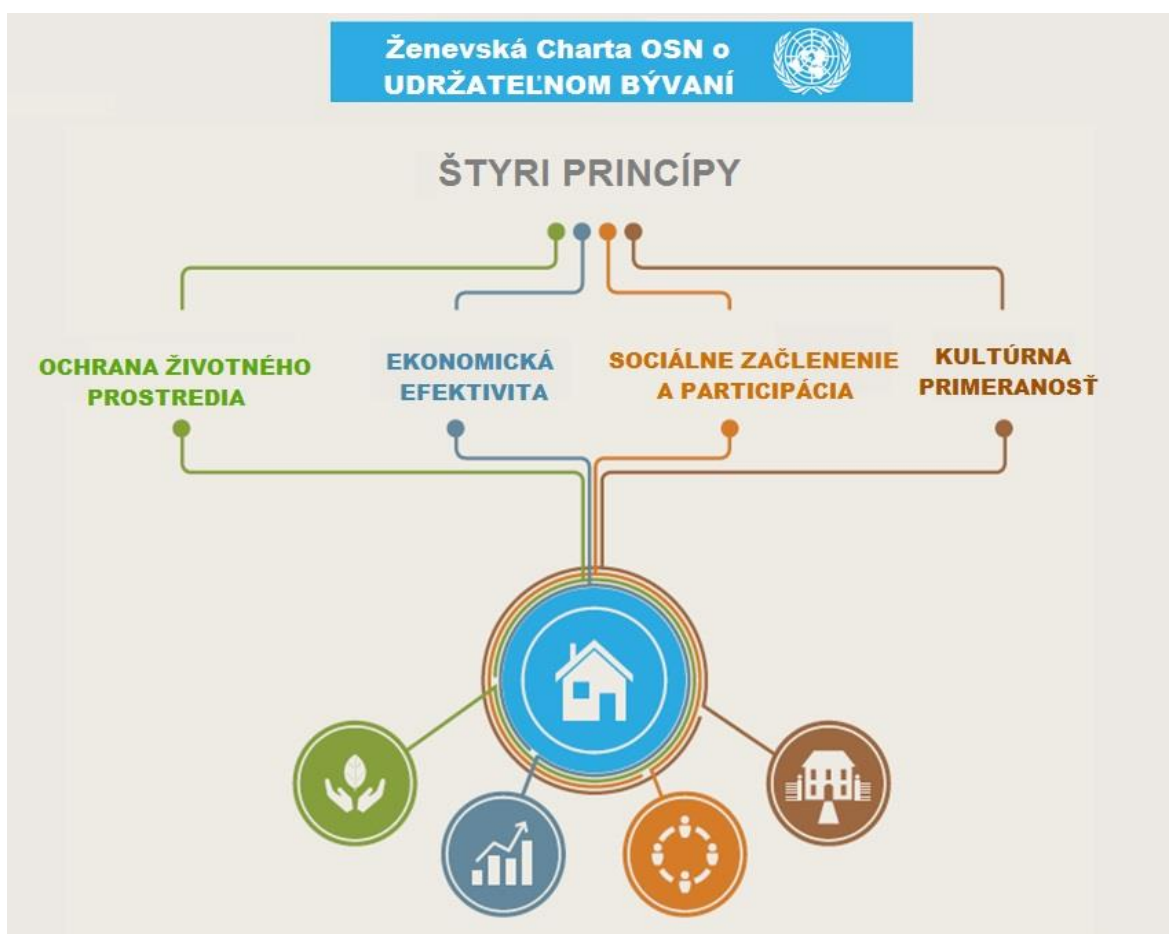 Ženevská Charta OSN o
UDRŽATEĽNOM BÝVANÍ
ŠTYRI PRINCÍPY
OCHRANA ŽIVOTNÉHO
PROSTREDIA
EKONOMICKÁ
EFEKTIVITA
SOCIÁLNE ZAČLENENIE
A PARTICIPÁCIA
KULTÚRNA
PRIMERANOSŤ